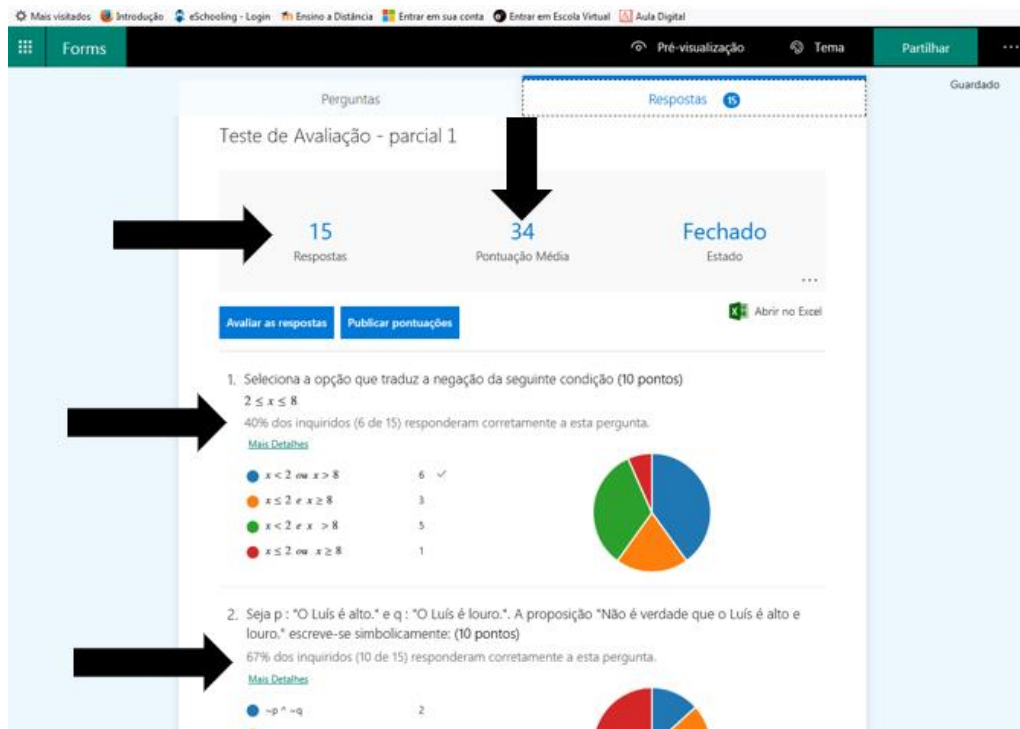 Mais visitados Introdução eSchooling - Login Ensino a Distância Entrar em sua conta Entrar em Escola Virtual Aula Digital
Forms Pré-visualização Tema Partilhar ...
Guardado
Perguntas Respostas 15
Teste de Avaliação - parcial 1
15 34 Fechado
Respostas Pontuação Média Estado
...
Avaliar as respostas Publicar pontuações Abrir no Excel
1. Seleciona a opção que traduz a negação da seguinte condição (10 pontos)
2 ≤ x ≤ 8
40% dos inquiridos (6 de 15) responderam corretamente a esta pergunta.
Mais Detalhes
x < 2 ou x > 8 6 ✓
x ≤ 2 e x ≥ 8 3
x < 2 e x > 8 5
x ≤ 2 ou x ≥ 8 1
2. Seja p : "O Luís é alto." e q : "O Luís é louro.". A proposição "Não é verdade que o Luís é alto e
louro." escreve-se simbolicamente: (10 pontos)
67% dos inquiridos (10 de 15) responderam corretamente a esta pergunta.
Mais Detalhes
~p ^ ~q 2